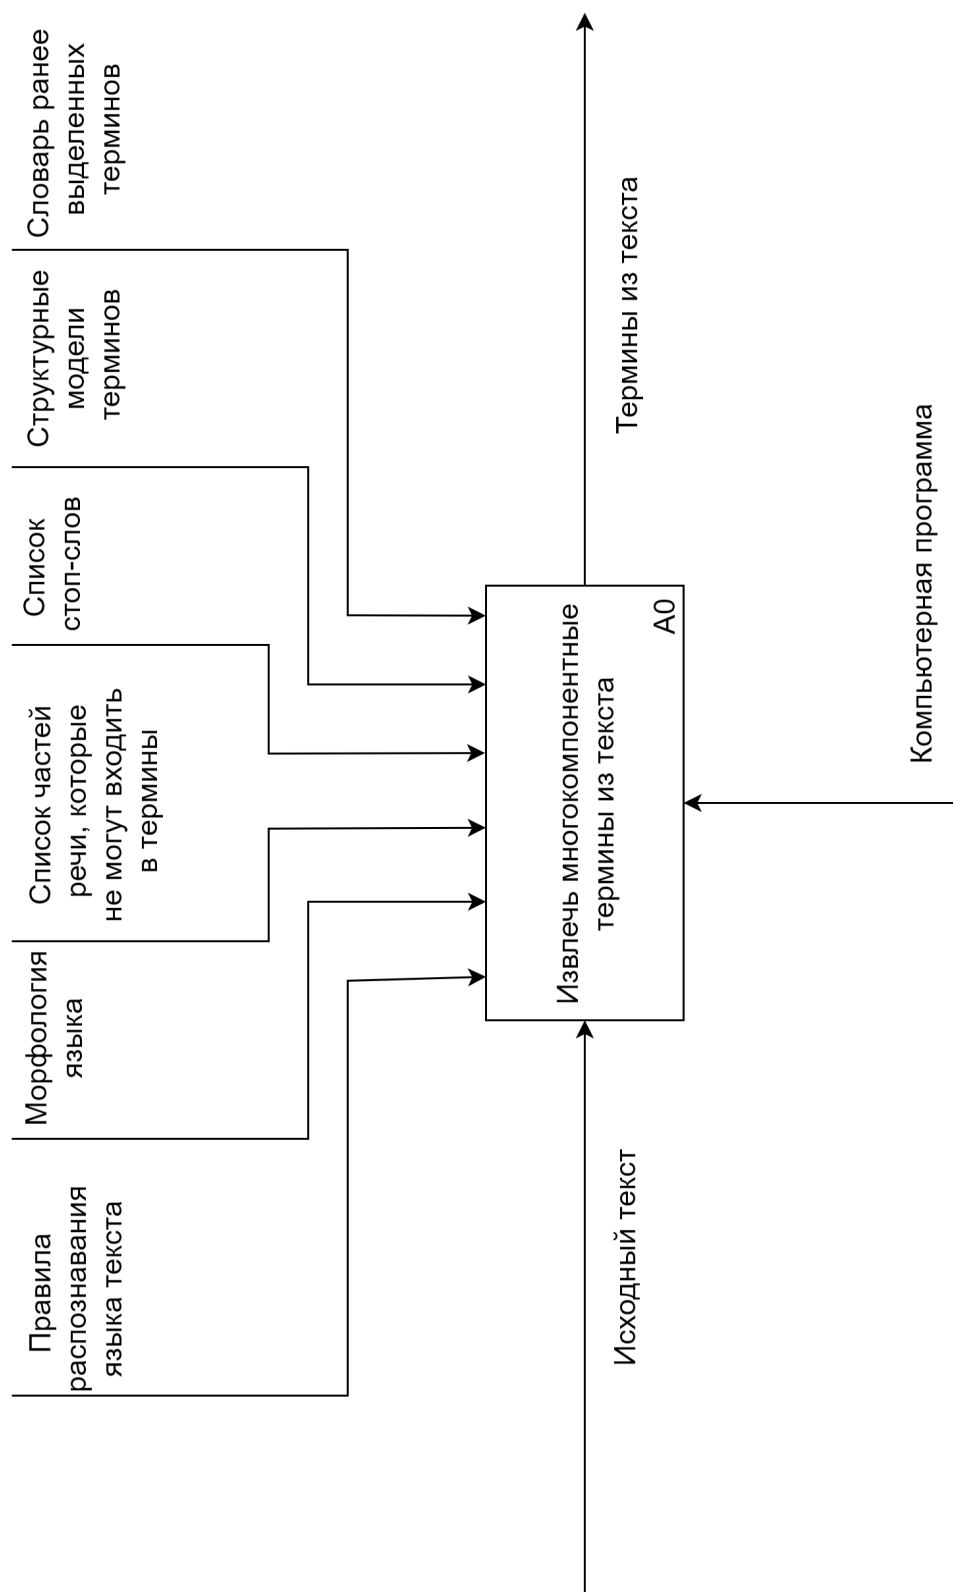 Правила
распознавания
языка текста
Морфология
языка
Список частей
речи, которые
не могут входить
в термины
Список
стоп-слов
Структурные
модели
терминов
Словарь ранее
выделенных
терминов
Исходный текст
Извлечь многокомпонентные
термины из текста
А0
Термины из текста
Компьютерная программа